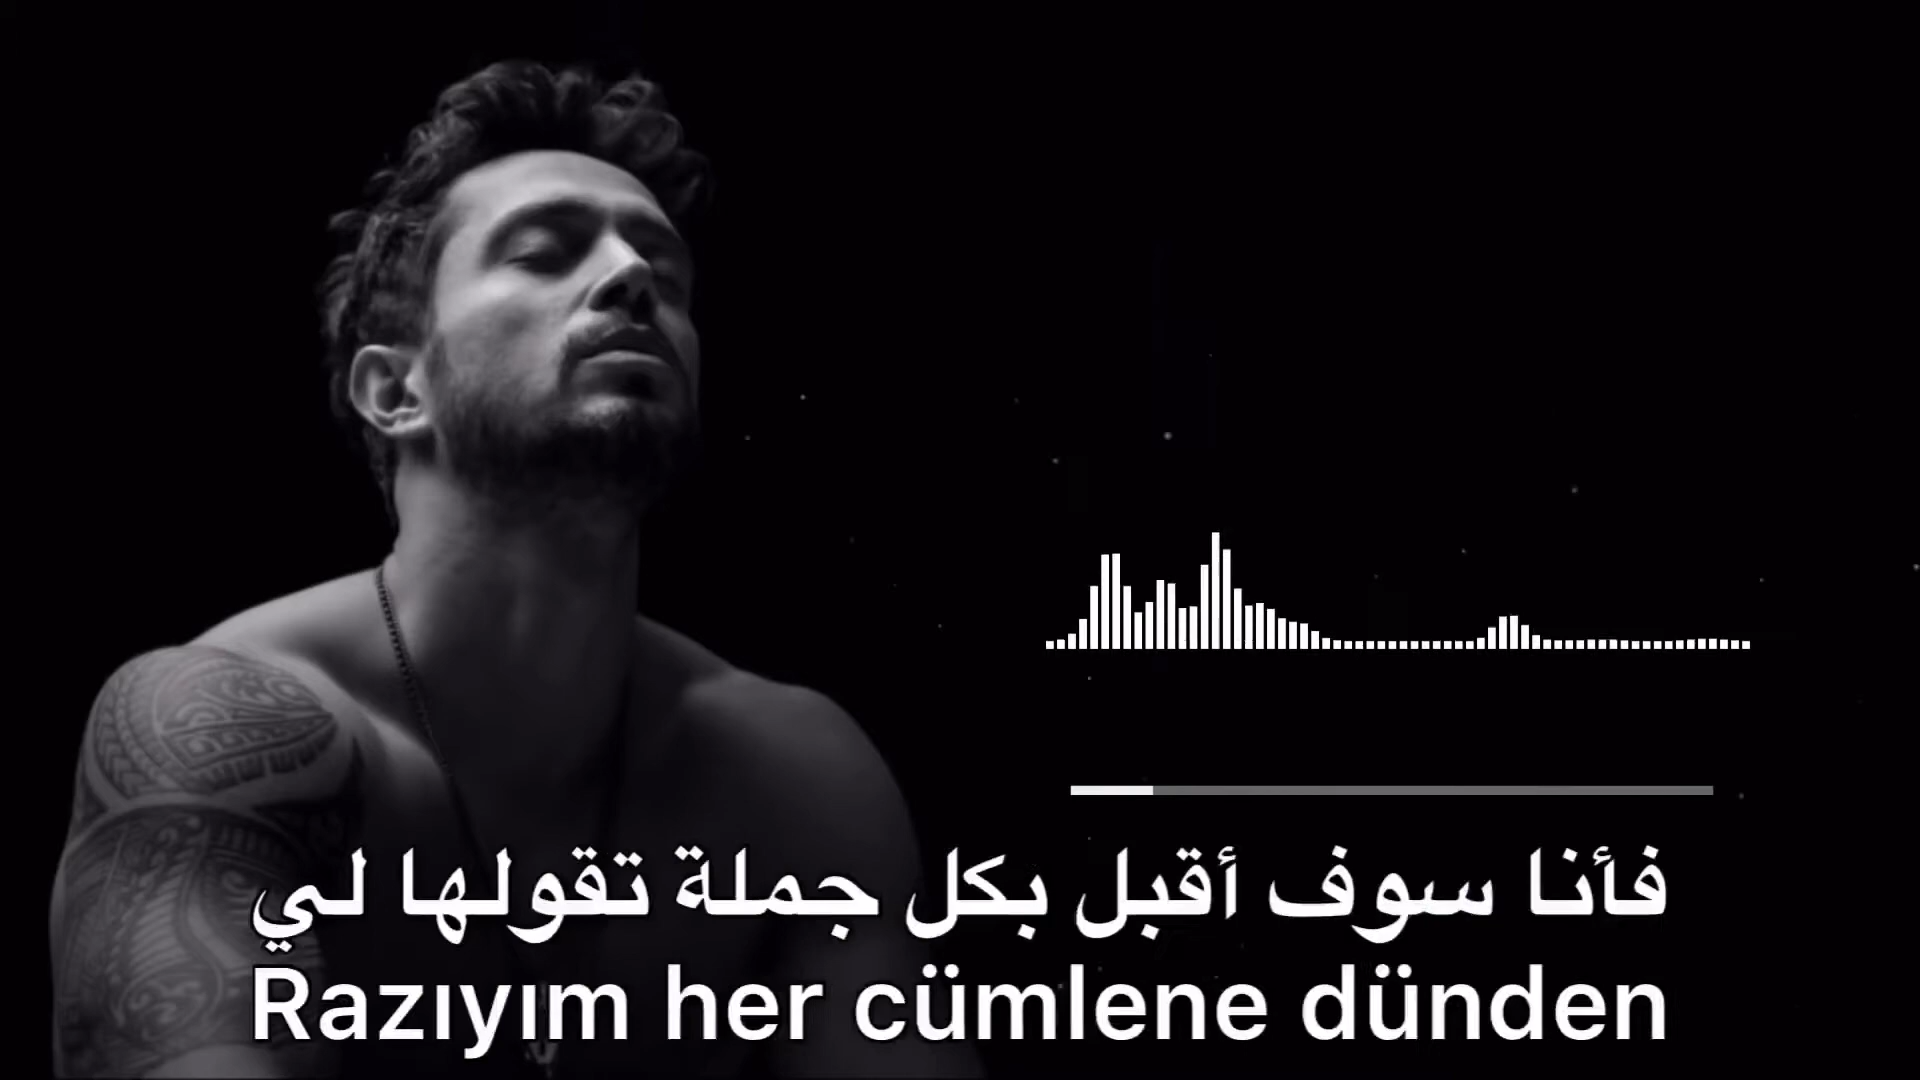 فأنا سوف أقبل بكل جملة تقولها لي
Razıyım her cümlene dünden